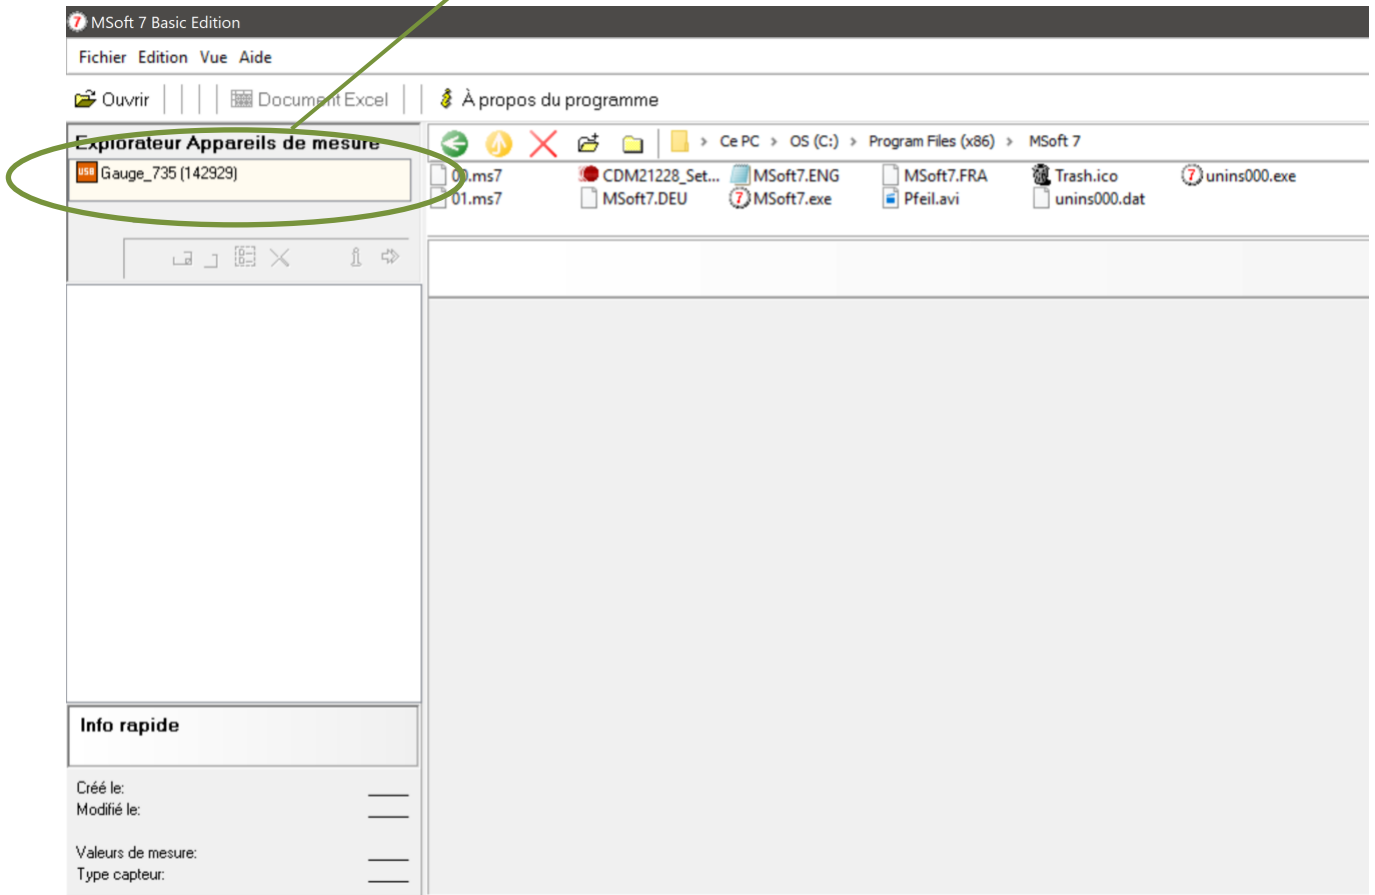 MSoft 7 Basic Edition
Fichier Edition Vue Aide
Ouvrir Document Excel À propos du programme
Explorateur Appareils de mesure
USB Gauge_735 (142929)
Ce PC > OS (C:) > Program Files (x86) > MSoft 7
00.ms7 CDM21228_Set... MSoft7.ENG MSoft7.FRA Trash.ico 7 unins000.exe
01.ms7 MSoft7.DEU 7 MSoft7.exe Pfeil.avi unins000.dat
Info rapide
Créé le:
Modifié le:
Valeurs de mesure:
Type capteur: